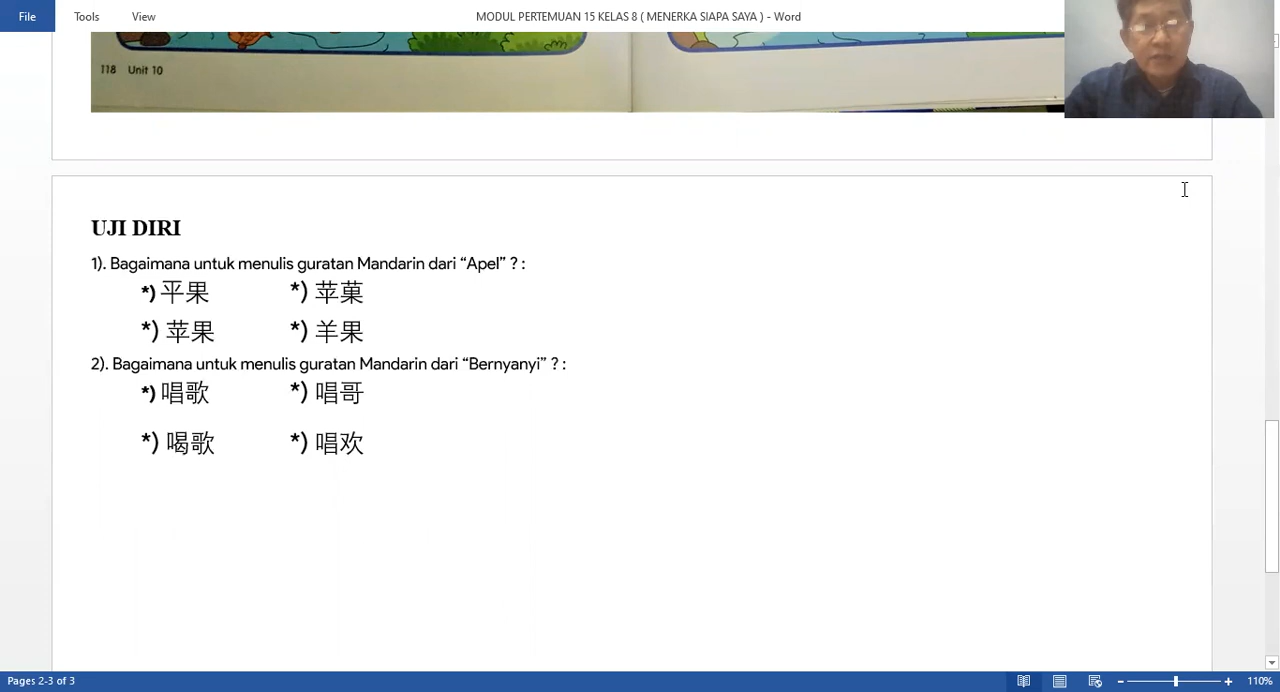 File Tools View MODUL PERTEMUAN 15 KELAS 8 ( MENERKA SIAPA SAYA ) - Word
118 Unit 10
UJI DIRI
1). Bagaimana untuk menulis guratan Mandarin dari “Apel” ? :
*) 平果 *) 苹菓
*) 苹果 *) 羊果
2). Bagaimana untuk menulis guratan Mandarin dari “Bernyanyi” ? :
*) 唱歌 *) 唱哥
*) 喝歌 *) 唱欢
Pages 2-3 of 3 - + 110%